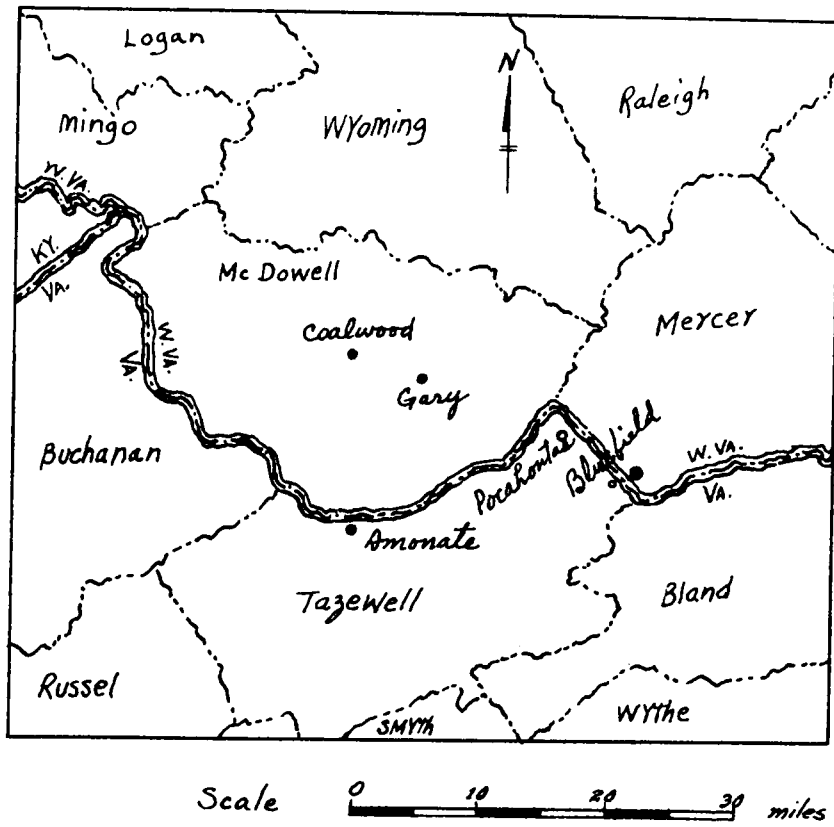 Logan
N
Raleigh
Mingo
Wyoming
W. VA.
KY.
VA.
Mc Dowell
Mercer
Coalwood
W. VA.
VA.
Gary
Buchanan
Pocahontas
Bluefield
W. VA.
VA.
Amonate
Tazewell
Bland
Russel
SMYth
WYthe
Scale 0 10 20 30 miles